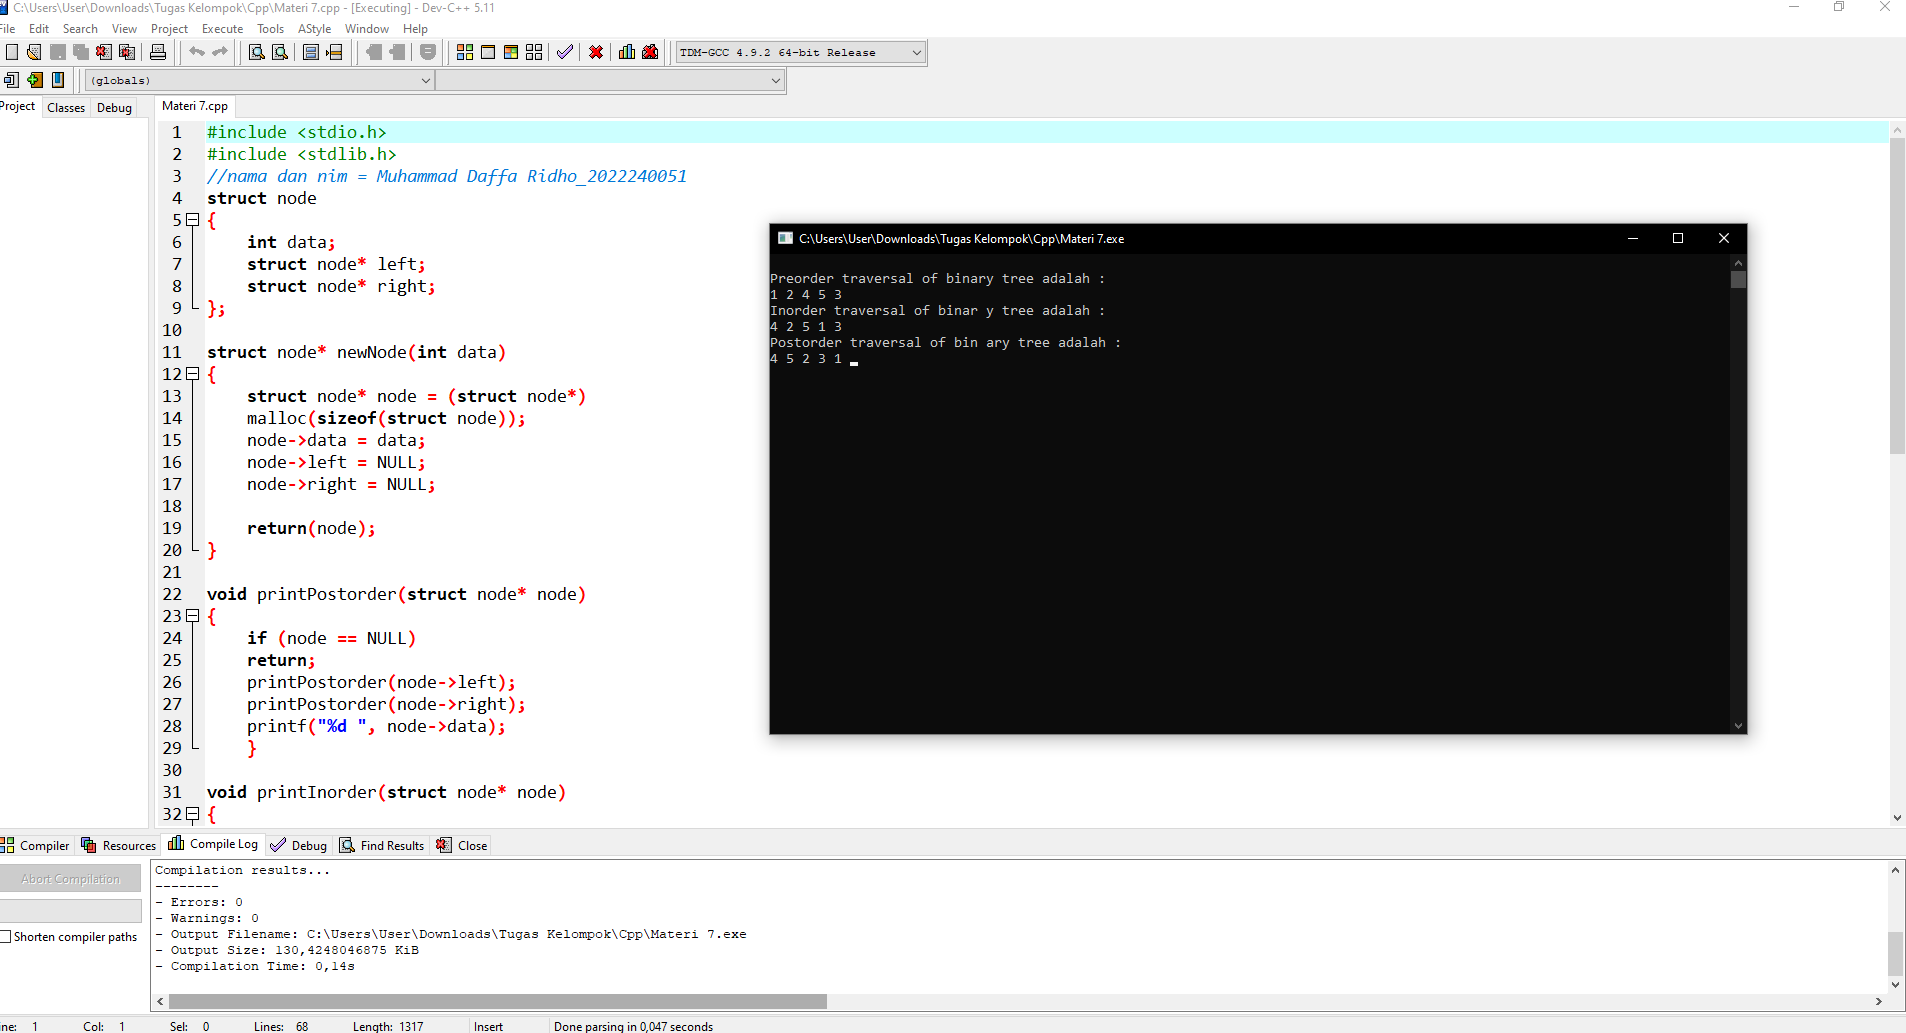 C:\Users\User\Downloads\Tugas Kelompok\Cpp\Materi 7.cpp - [Executing] - Dev-C++ 5.11
File Edit Search View Project Execute Tools AStyle Window Help
TDM-GCC 4.9.2 64-bit Release
(globals)
Project Classes Debug Materi 7.cpp
1 #include <stdio.h>
2 #include <stdlib.h>
3 //nama dan nim = Muhammad Daffa Ridho_2022240051
4 struct node
5 {
6 int data;
7 struct node* left;
8 struct node* right;
9 };
10
11 struct node* newNode(int data)
12 {
13 struct node* node = (struct node*)
14 malloc(sizeof(struct node));
15 node->data = data;
16 node->left = NULL;
17 node->right = NULL;
18
19 return(node);
20 }
21
22 void printPostorder(struct node* node)
23 {
24 if (node == NULL)
25 return;
26 printPostorder(node->left);
27 printPostorder(node->right);
28 printf("%d ", node->data);
29 }
30
31 void printInorder(struct node* node)
32 {
C:\Users\User\Downloads\Tugas Kelompok\Cpp\Materi 7.exe
Preorder traversal of binary tree adalah :
1 2 4 5 3
Inorder traversal of binar y tree adalah :
4 2 5 1 3
Postorder traversal of bin ary tree adalah :
4 5 2 3 1
Compiler Resources Compile Log Debug Find Results Close
Abort Compilation
Shorten compiler paths
Compilation results...
--------
- Errors: 0
- Warnings: 0
- Output Filename: C:\Users\User\Downloads\Tugas Kelompok\Cpp\Materi 7.exe
- Output Size: 130,4248046875 KiB
- Compilation Time: 0,14s
ine: 1 Col: 1 Sel: 0 Lines: 68 Length: 1317 Insert Done parsing in 0,047 seconds